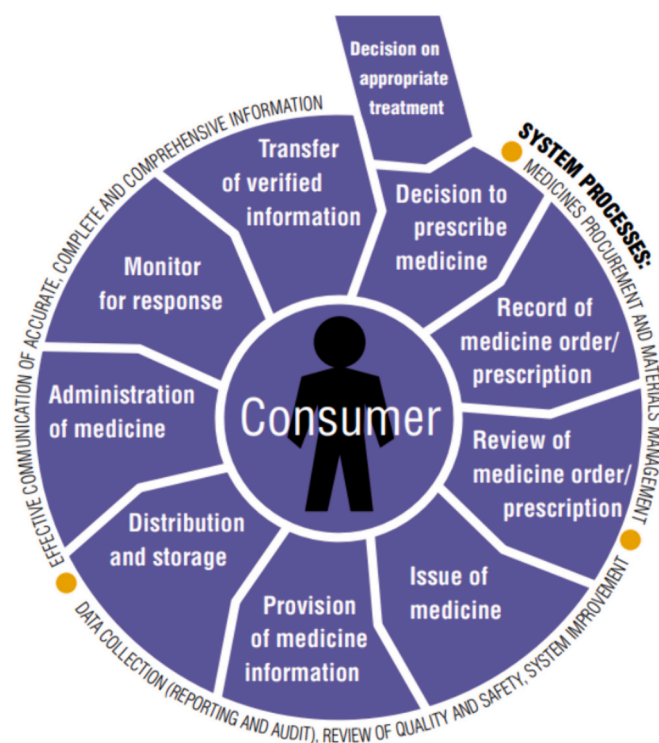 Decision on
appropriate
treatment
SYSTEM PROCESSES:
MEDICINES PROCUREMENT AND MATERIALS MANAGEMENT
DATA COLLECTION (REPORTING AND AUDIT), REVIEW OF QUALITY AND SAFETY, SYSTEM IMPROVEMENT
EFFECTIVE COMMUNICATION OF ACCURATE, COMPLETE AND COMPREHENSIVE INFORMATION
Decision to
prescribe
medicine
Record of
medicine order/
prescription
Review of
medicine order/
prescription
Issue of
medicine
Provision
of medicine
information
Distribution
and storage
Administration
of medicine
Monitor
for response
Transfer
of verified
information
Consumer